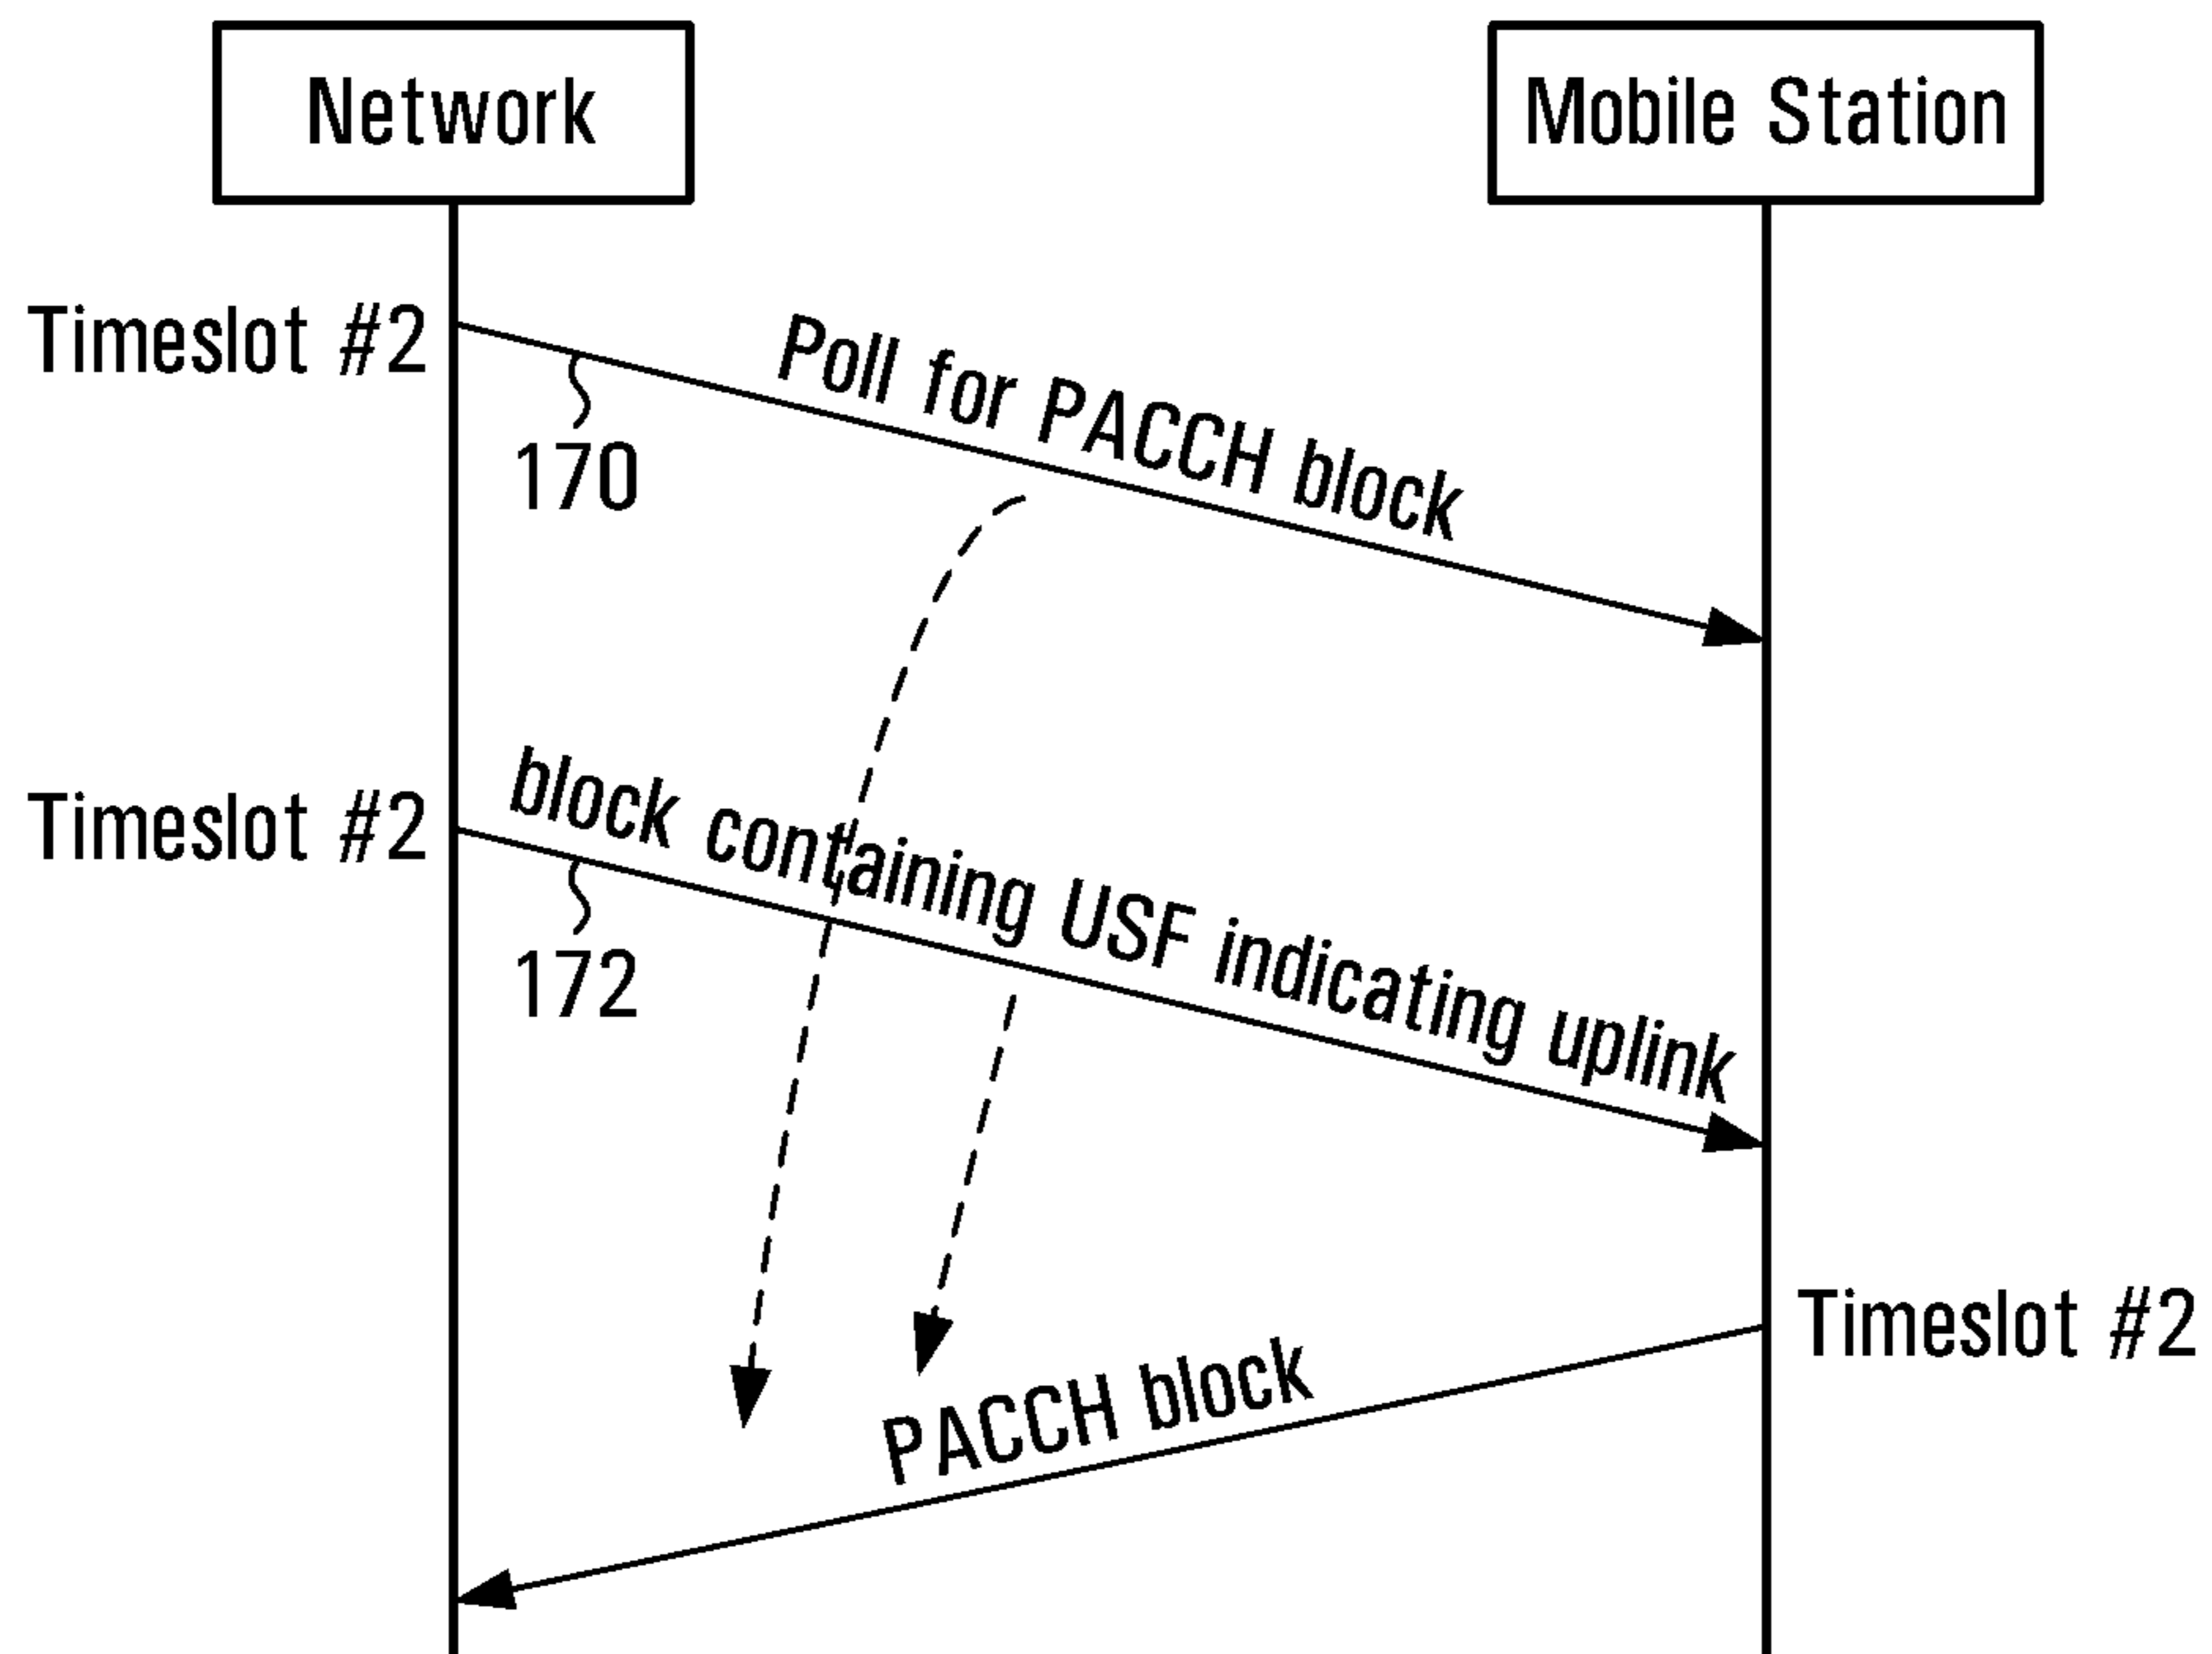 Network
Mobile Station
Timeslot #2
Poll for PACCH block
170
Timeslot #2
block containing USF indicating uplink
172
Timeslot #2
PACCH block